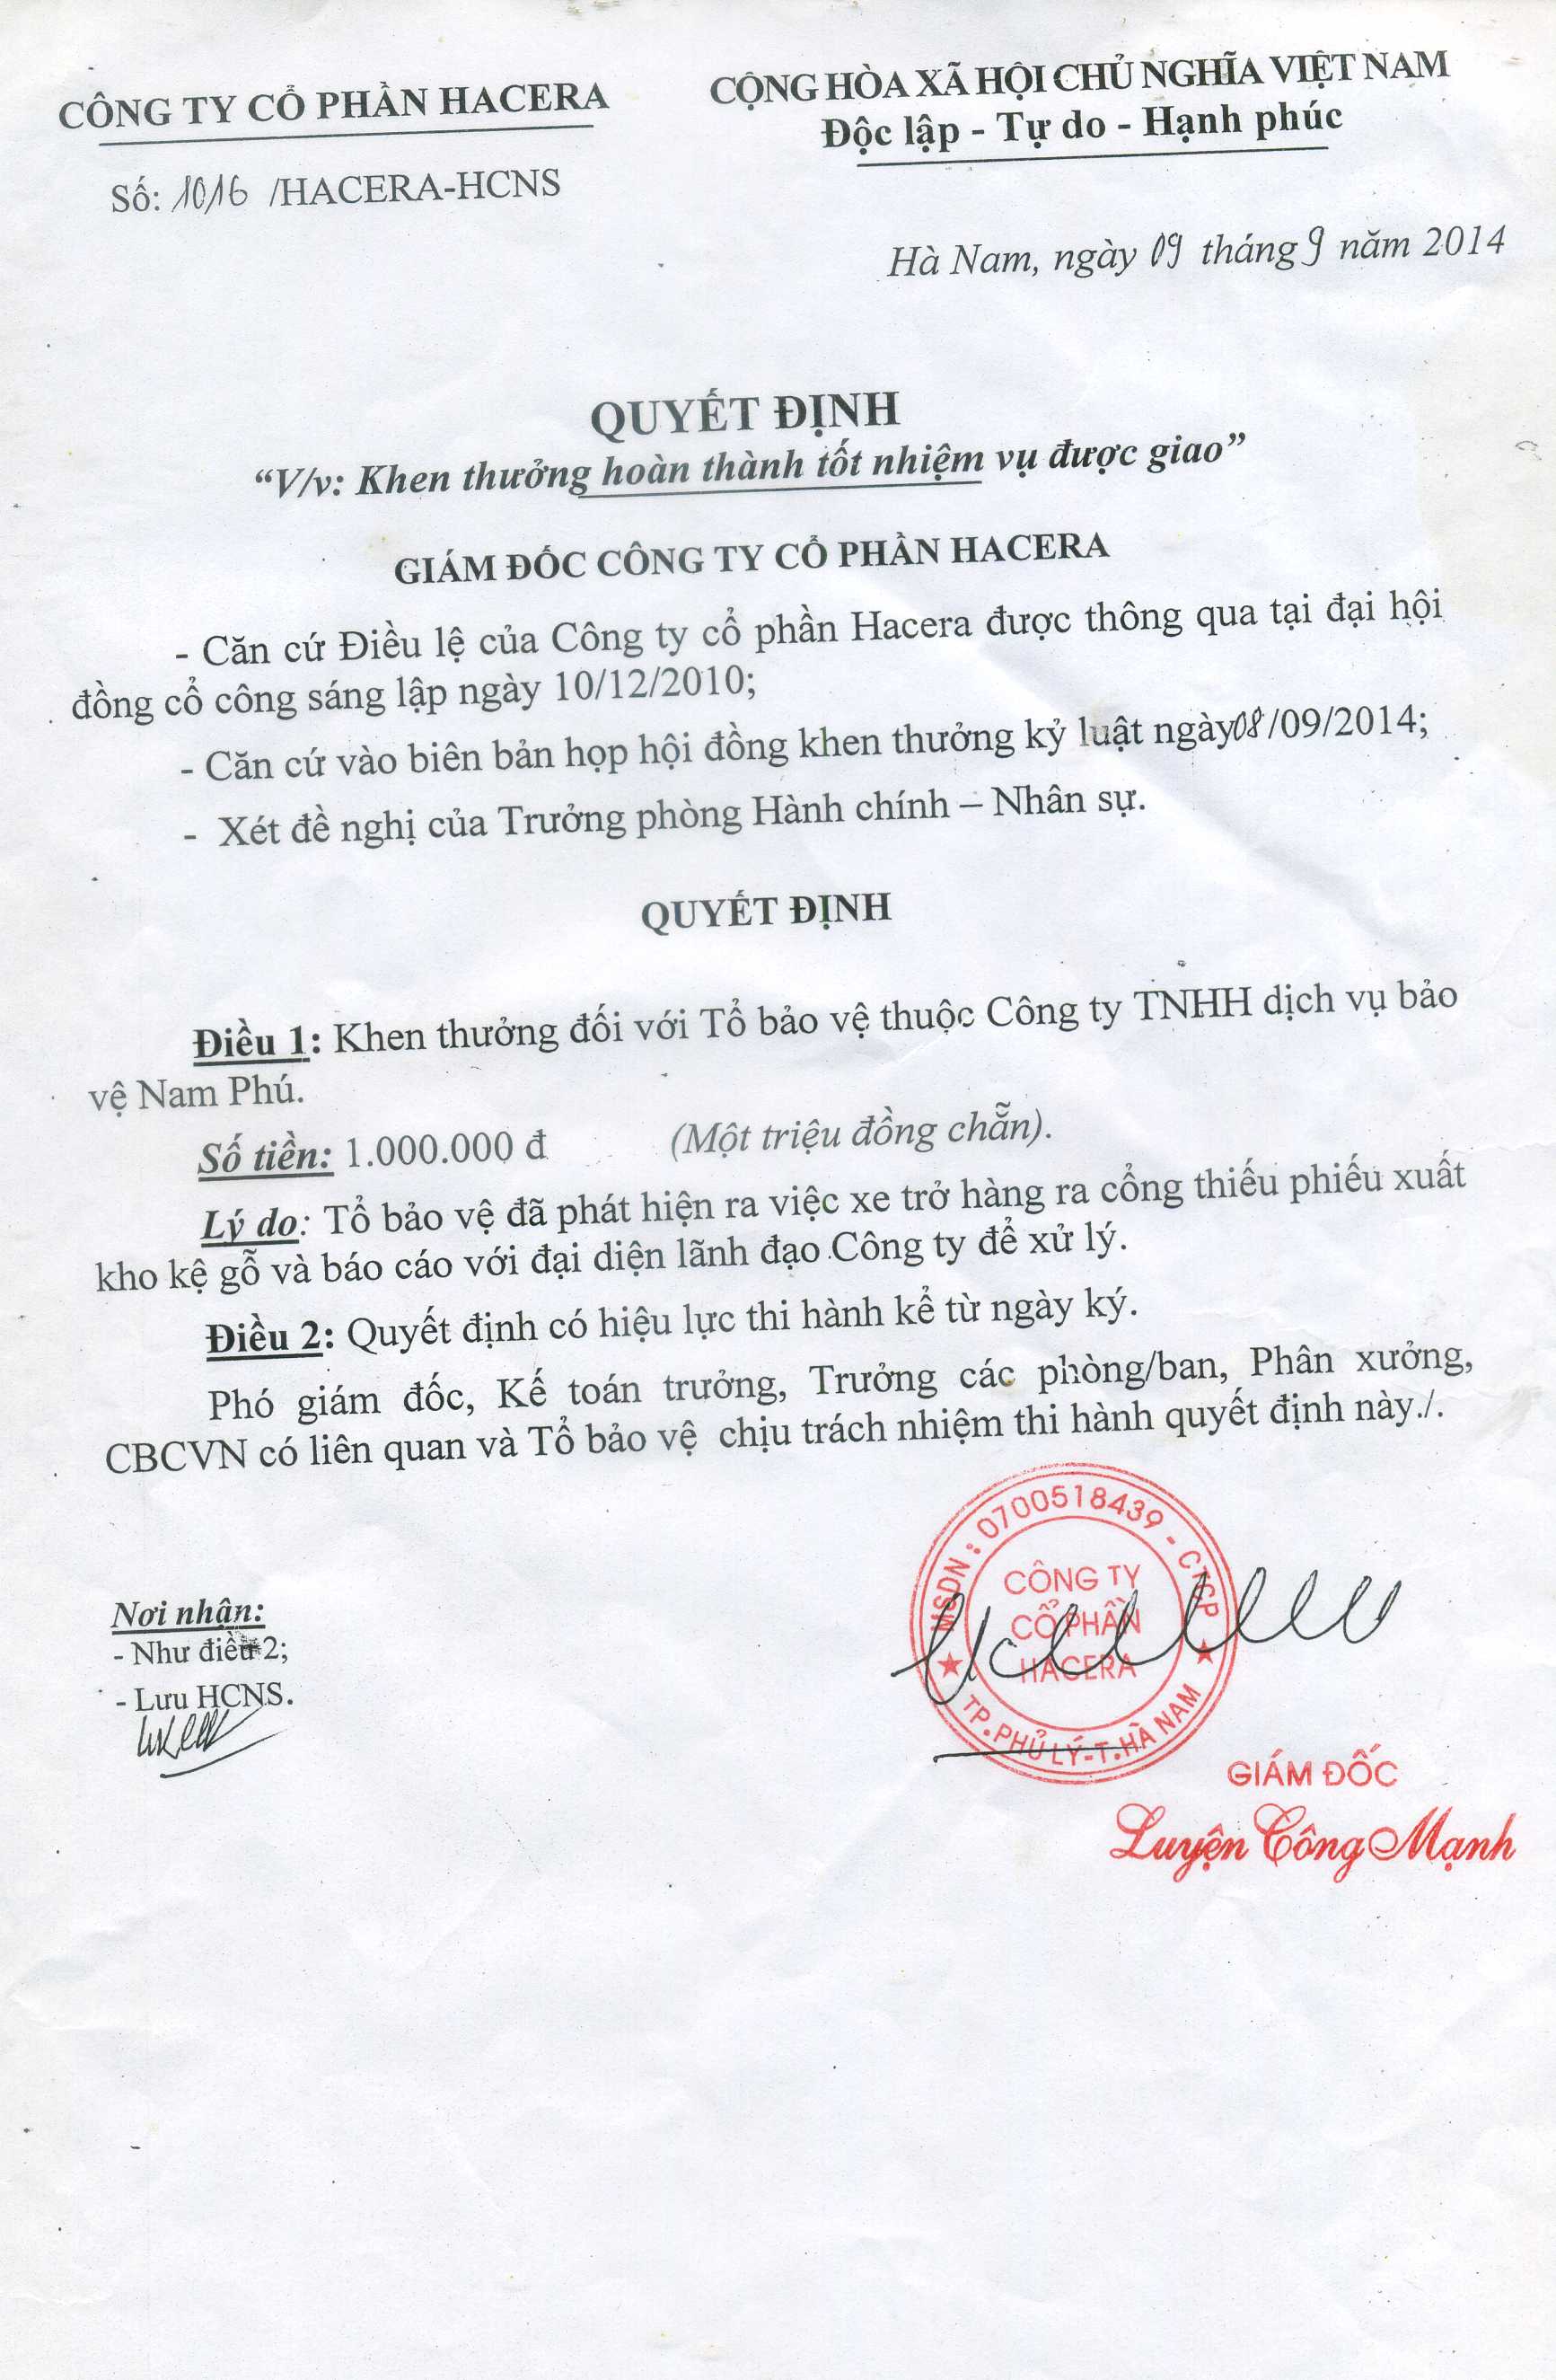 CÔNG TY CỔ PHẦN HACERA
CỘNG HÒA XÃ HỘI CHỦ NGHĨA VIỆT NAM
Độc lập - Tự do - Hạnh phúc
Số: 1016 /HACERA-HCNS
Hà Nam, ngày 09 tháng 9 năm 2014
QUYẾT ĐỊNH
“V/v: Khen thưởng hoàn thành tốt nhiệm vụ được giao”
GIÁM ĐỐC CÔNG TY CỔ PHẦN HACERA
- Căn cứ Điều lệ của Công ty cổ phần Hacera được thông qua tại đại hội
đồng cổ công sáng lập ngày 10/12/2010;
- Căn cứ vào biên bản họp hội đồng khen thưởng kỷ luật ngày 08/09/2014;
- Xét đề nghị của Trưởng phòng Hành chính – Nhân sự.
QUYẾT ĐỊNH
Điều 1: Khen thưởng đối với Tổ bảo vệ thuộc Công ty TNHH dịch vụ bảo
vệ Nam Phú.
Số tiền: 1.000.000 đ (Một triệu đồng chẵn).
Lý do: Tổ bảo vệ đã phát hiện ra việc xe trở hàng ra cổng thiếu phiếu xuất
kho kệ gỗ và báo cáo với đại diện lãnh đạo Công ty để xử lý.
Điều 2: Quyết định có hiệu lực thi hành kể từ ngày ký.
Phó giám đốc, Kế toán trưởng, Trưởng các phòng/ban, Phân xưởng,
CBCVN có liên quan và Tổ bảo vệ chịu trách nhiệm thi hành quyết định này./.
Nơi nhận:
- Như điều 2;
- Lưu HCNS.
MSDN : 0700518439 - CTCP
CÔNG TY
CỔ PHẦN
HACERA
TP. PHỦ LÝ - T. HÀ NAM
GIÁM ĐỐC
Luyện Công Mạnh